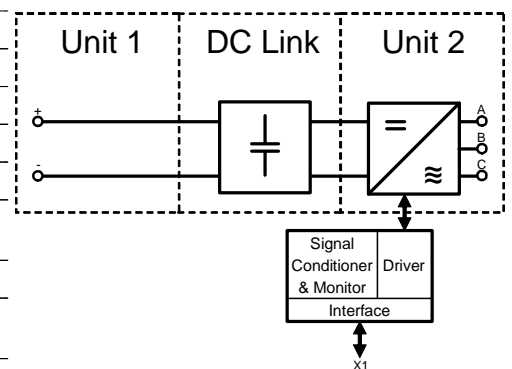 Unit 1 DC Link Unit 2
+ A
B
- C
=
≋
Signal
Conditioner Driver
& Monitor
Interface
X1